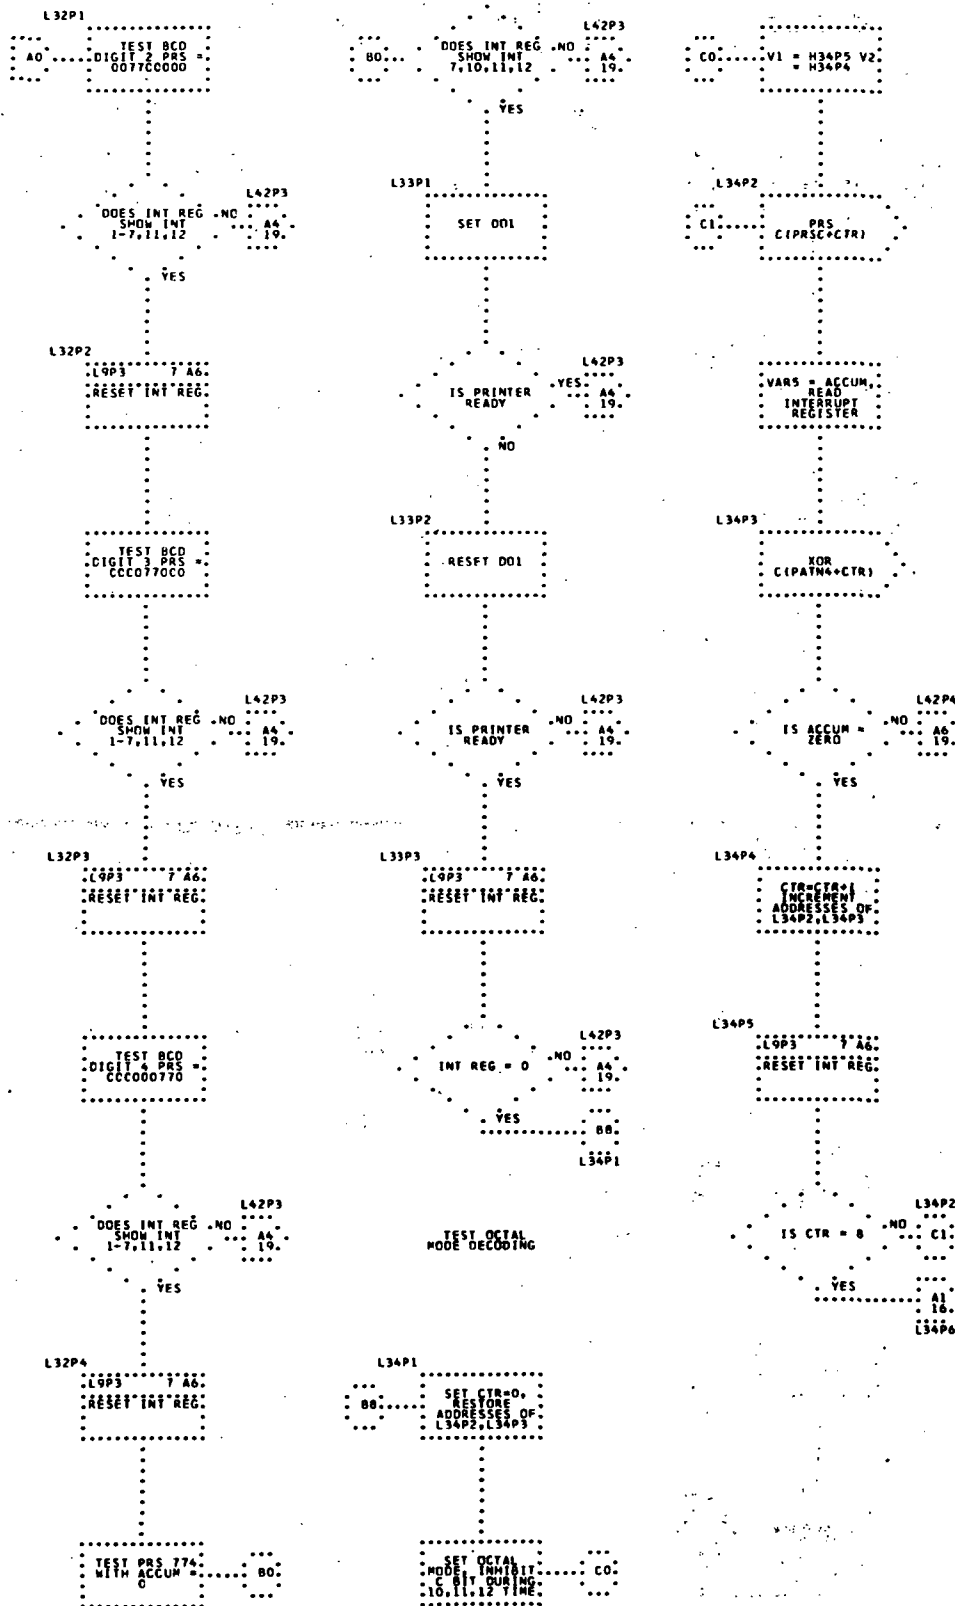 L32P1
A0
TEST BCD
DIGIT 2 PRS =
0077C0000
DOES INT REG
SHOW INT
1-7,11,12
NO
L42P3
A4
19.
YES
L32P2
L9P3 7 A6
RESET INT REG
TEST BCD
DIGIT 3 PRS =
CCC0770C0
DOES INT REG
SHOW INT
1-7,11,12
NO
L42P3
A4
19.
YES
L32P3
L9P3 7 A6
RESET INT REG
TEST BCD
DIGIT 4 PRS =
CCC000770
DOES INT REG
SHOW INT
1-7,11,12
NO
L42P3
A4
19.
YES
L32P4
L9P3 7 A6
RESET INT REG
TEST PRS 774
WITH ACCUM =
0
B0
B0
DOES INT REG
SHOW INT
7,10,11,12
NO
L42P3
A4
19.
YES
L33P1
SET DO1
IS PRINTER
READY
YES
L42P3
A4
19.
NO
L33P2
RESET DO1
IS PRINTER
READY
NO
L42P3
A4
19.
YES
L33P3
L9P3 7 A6
RESET INT REG
INT REG = 0
NO
L42P3
A4
19.
YES
B8
L34P1
TEST OCTAL
MODE DECODING
L34P1
B8
SET CTR=0,
RESTORE
ADDRESSES OF
L34P2,L34P3
SET OCTAL
MODE, INHIBIT
C BIT DURING
10,11,12 TIME
C0
C0
V1 = H34P5 V2
= H34P4
L34P2
C1
PRS
C(PRSC+CTR)
VAR5 = ACCUM,
READ
INTERRUPT
REGISTER
L34P3
XOR
C(PATN4+CTR)
IS ACCUM =
ZERO
NO
L42P4
A6
19.
YES
L34P4
CTR=CTR+1
INCREMENT
ADDRESSES OF
L34P2,L34P3
L34P5
L9P3 7 A6
RESET INT REG
IS CTR = 8
NO
L34P2
C1
YES
A1
16.
L34P6